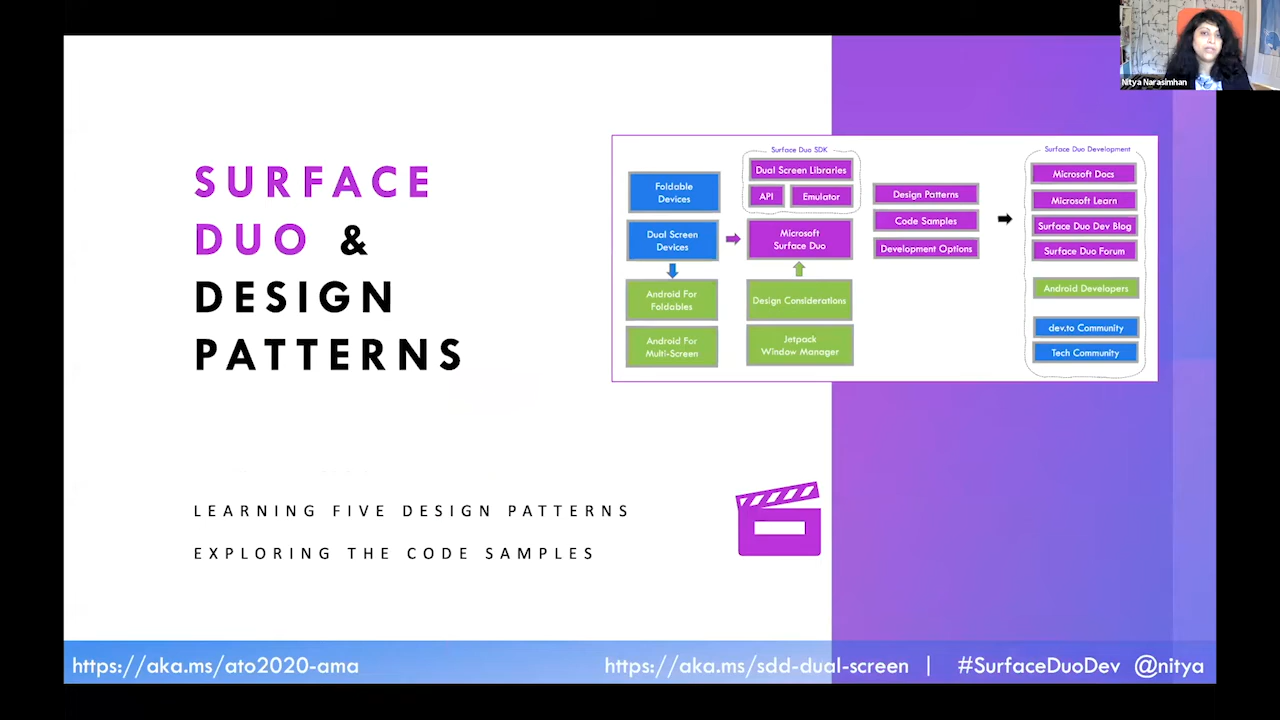 Nitya Narasimhan
SURFACE
DUO &
DESIGN
PATTERNS
Foldable
Devices
Dual Screen
Devices
Android For
Foldables
Android For
Multi-Screen
Surface Duo SDK
Dual Screen Libraries
API
Emulator
Microsoft
Surface Duo
Design Considerations
Jetpack
Window Manager
Design Patterns
Code Samples
Development Options
Surface Duo Development
Microsoft Docs
Microsoft Learn
Surface Duo Dev Blog
Surface Duo Forum
Android Developers
dev.to Community
Tech Community
LEARNING FIVE DESIGN PATTERNS
EXPLORING THE CODE SAMPLES
https://aka.ms/ato2020-ama
https://aka.ms/sdd-dual-screen | #SurfaceDuoDev @nitya